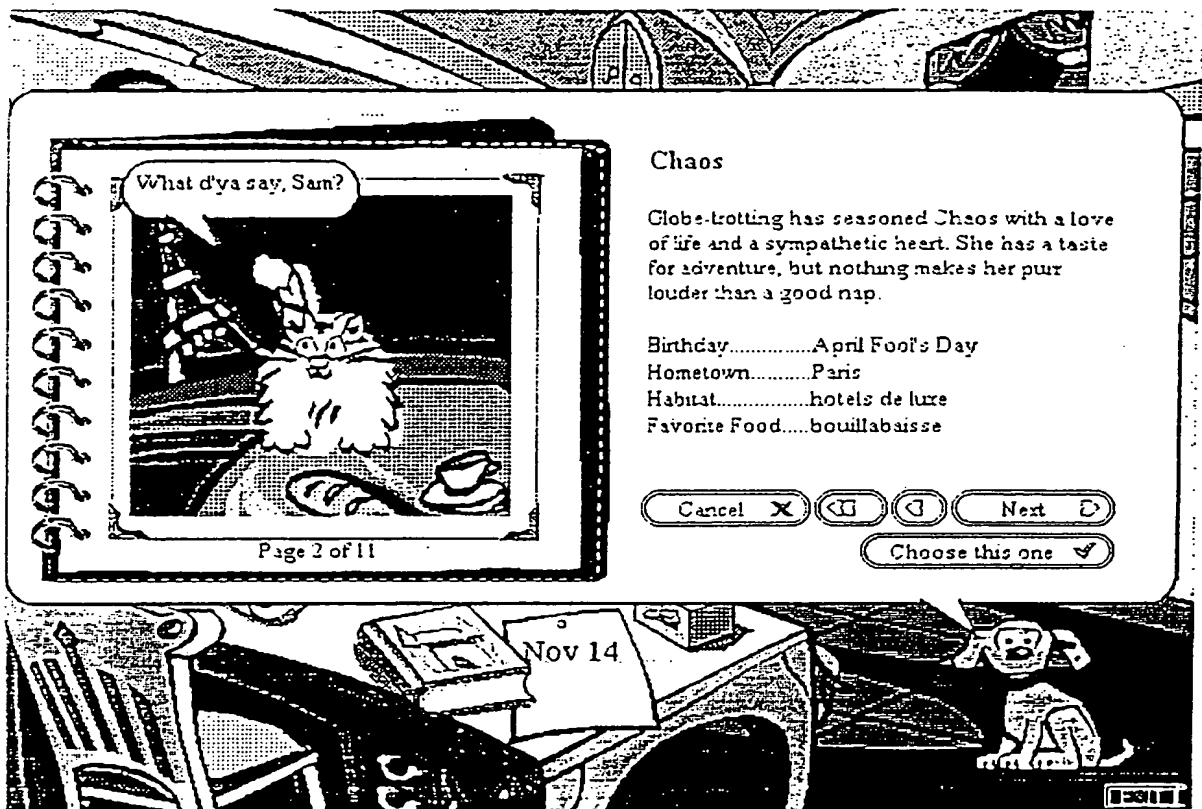 What d'ya say, Sam?
Page 2 of 11
Chaos
Globe-trotting has seasoned Chaos with a love
of life and a sympathetic heart. She has a taste
for adventure, but nothing makes her purr
louder than a good nap.
Birthday...............April Fool's Day
Hometown...........Paris
Habitat.................hotels de luxe
Favorite Food.....bouillabaisse
Cancel
Next
Choose this one
Nov 14
EXIT